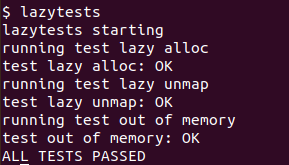 $ lazytests
lazytests starting
running test lazy alloc
test lazy alloc: OK
running test lazy unmap
test lazy unmap: OK
running test out of memory
test out of memory: OK
ALL TESTS PASSED